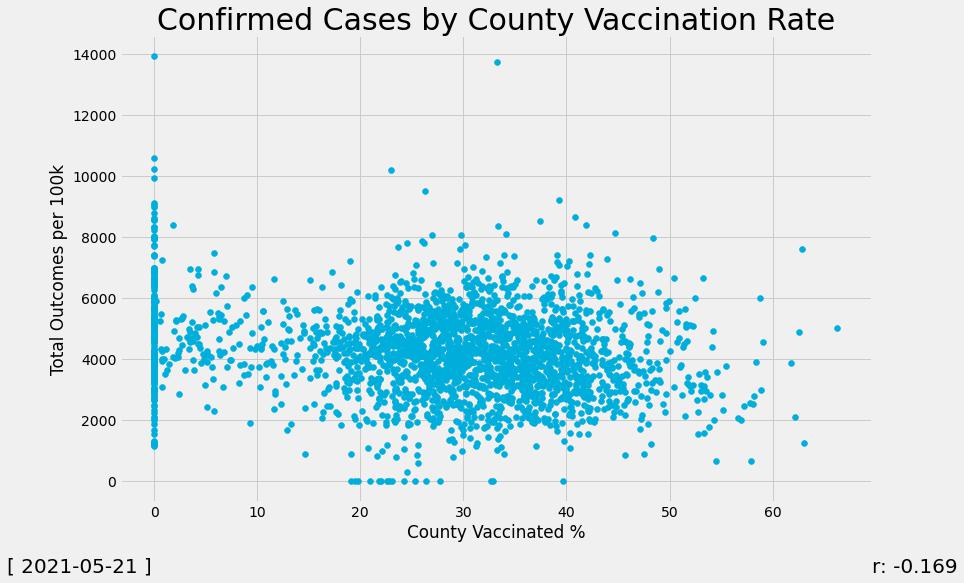 Confirmed Cases by County Vaccination Rate
Total Outcomes per 100k
14000
12000
10000
8000
6000
4000
2000
0
0 10 20 30 40 50 60
County Vaccinated %
[ 2021-05-21 ]
r: -0.169